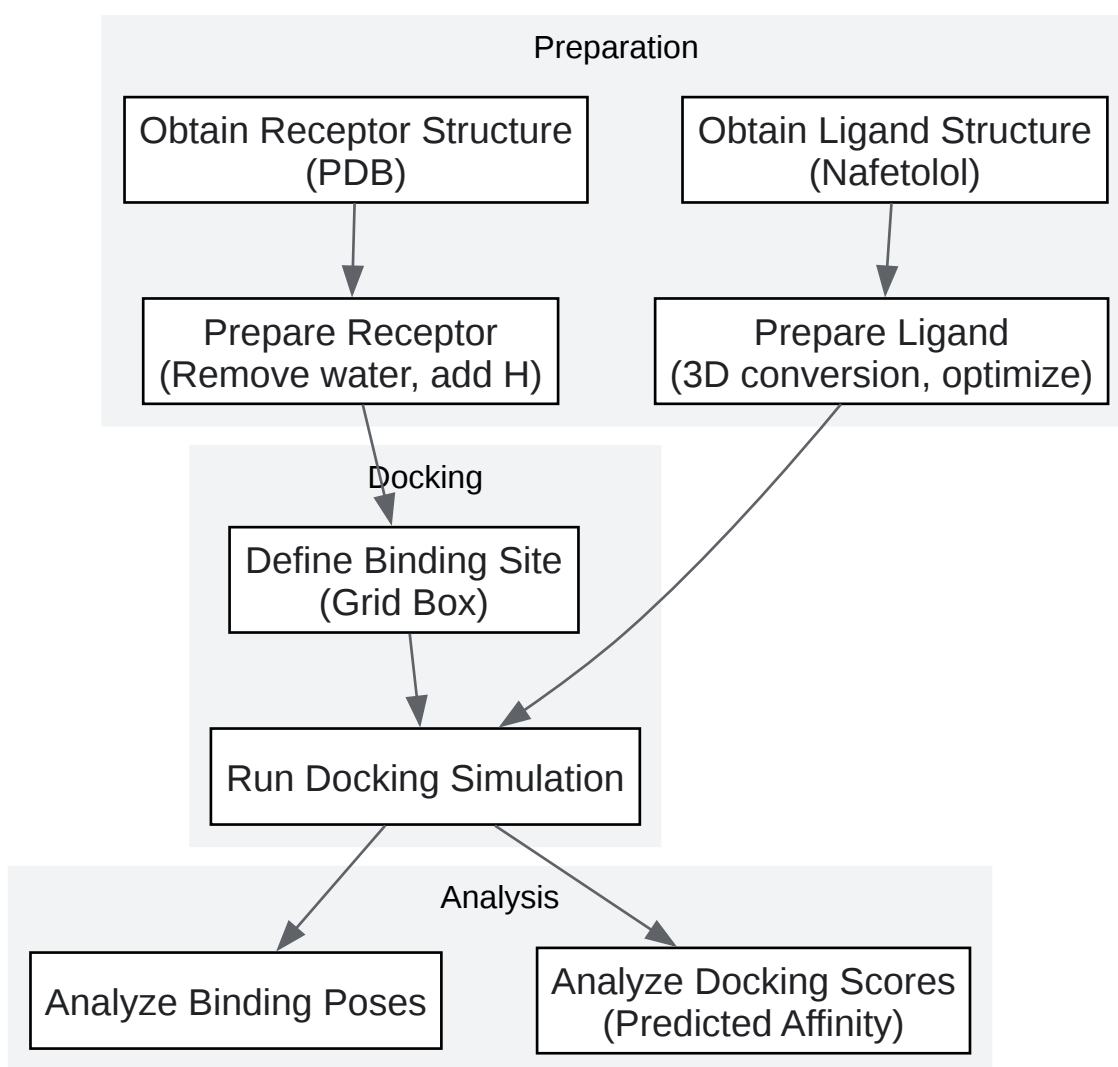 Preparation
Obtain Receptor Structure
(PDB)
Obtain Ligand Structure
(Nafetolol)
Prepare Receptor
(Remove water, add H)
Prepare Ligand
(3D conversion, optimize)
Docking
Define Binding Site
(Grid Box)
Run Docking Simulation
Analysis
Analyze Binding Poses
Analyze Docking Scores
(Predicted Affinity)